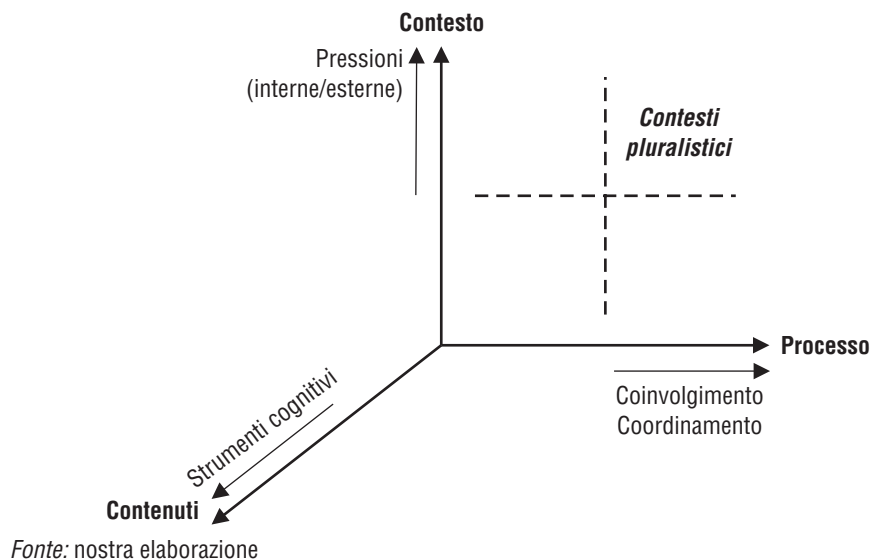 Contesto
Pressioni
(interne/esterne)
Contesti
pluralistici
Processo
Coinvolgimento
Coordinamento
Strumenti cognitivi
Contenuti
Fonte: nostra elaborazione